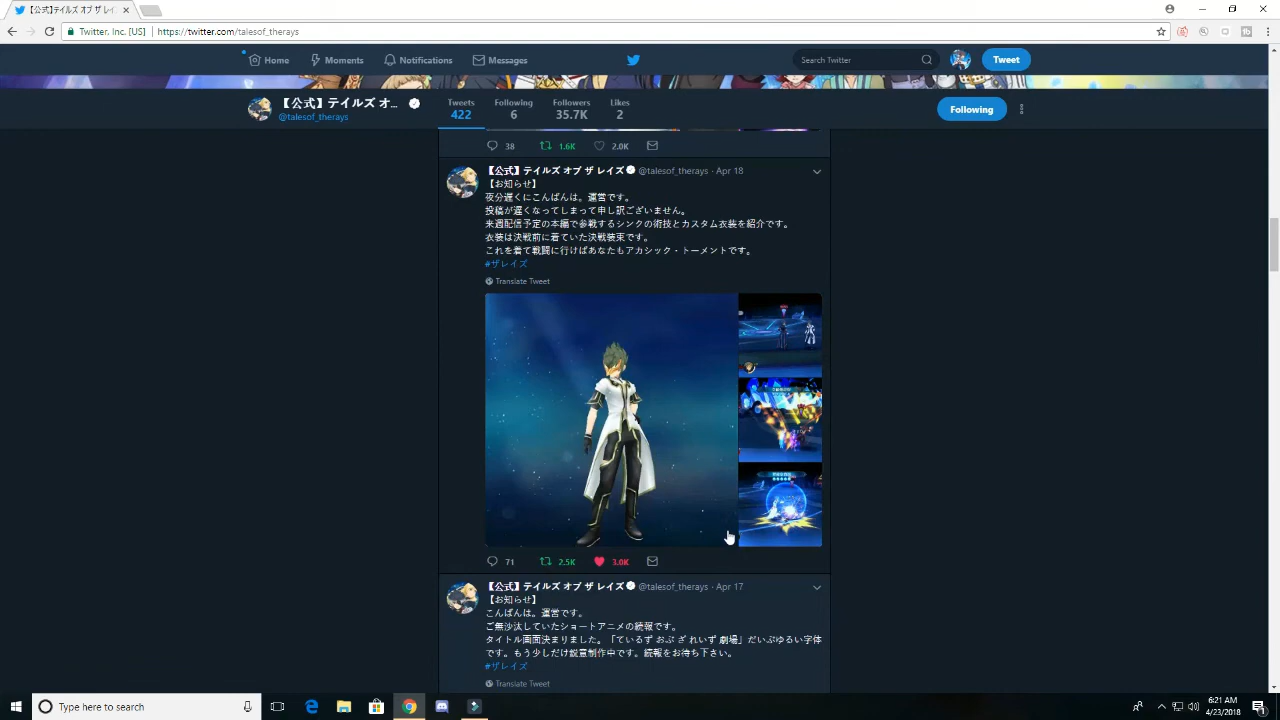 【公式】テイルズ オブ ザ レイ
Twitter, Inc. [US]
https://twitter.com/talesof_therays
Home
Moments
Notifications
Messages
Search Twitter
Tweet
【公式】テイルズ オ...
@talesof_therays
Tweets
422
Following
6
Followers
35.7K
Likes
2
Following
38
1.6K
2.0K
【公式】テイルズ オブ ザ レイズ @talesof_therays · Apr 18
【お知らせ】
夜分遅くにこんばんは。運営です。
投稿が遅くなってしまって申し訳ございません。
来週配信予定の本編で参戦するシンクの術技とカスタム衣装を紹介です。
衣装は決戦前に着ていた決戦装束です。
これを着て戦闘に行けばあなたもアカシック・トーメントです。
#ザレイズ
Translate Tweet
71
2.5K
3.0K
【公式】テイルズ オブ ザ レイズ @talesof_therays · Apr 17
【お知らせ】
こんばんは。運営です。
ご無沙汰していたショートアニメの続報です。
タイトル画面決まりました。「ているず おぶ ざ れいず 劇場」だいぶゆるい字体
です。もう少しだけ鋭意制作中です。続報をお待ち下さい。
#ザレイズ
Translate Tweet
Type here to search
6:21 AM
4/23/2018